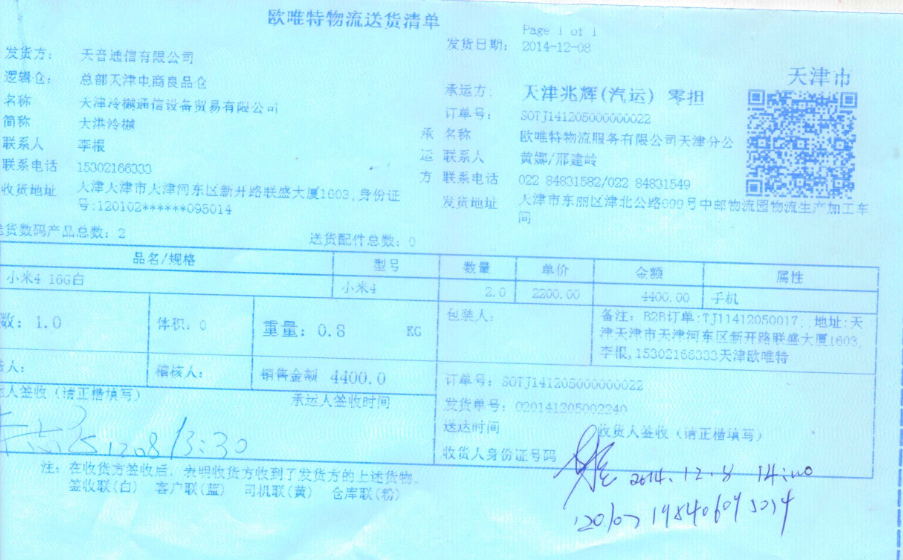 欧唯特物流送货清单
Page 1 of 1
发货日期： 2014-12-08
发货方： 天音通信有限公司
逻辑仓： 总部天津电商良品仓
名称 天津冷樾通信设备贸易有限公司
简称 天津冷樾
联系人 李根
联系电话 15302166333
收货地址 天津天津市天津河东区新开路联盛大厦1603,身份证
号:120102******095014
天津市
承运方： 天津兆辉(汽运) 零担
订单号： SOTJ141205000000022
承 名称 欧唯特物流服务有限公司天津分公
运 联系人 黄娜/邢建岭
方 联系电话 022 84831582/022 84831549
发货地址 天津市东丽区津北公路699号中邮物流园物流生产加工车
间
送货数码产品总数：2 送货配件总数：0
品名/规格 型号 数量 单价 金额 属性
小米4 16G白 小米4 2.0 2200.00 4400.00 手机
数：1.0 体积：0 重量：0.8 KG 包装人：
备注：B2B订单:TJ11412050017,.地址:天
津天津市天津河东区新开路联盛大厦1603,
李根,15302166333天津欧唯特
人： 稽核人： 销售金额 4400.0
订单号：SOTJ141205000000022
人签收（请正楷填写） 承运人签收时间
发货单号：020141205002240
送达时间 收货人签收（请正楷填写）
收货人身份证号码
12.08 13:30
2014.12.8 14:00
注：在收货方签收后，表明收货方收到了发货方的上述货物。
签收联(白) 客户联(蓝) 司机联(黄) 仓库联(粉)